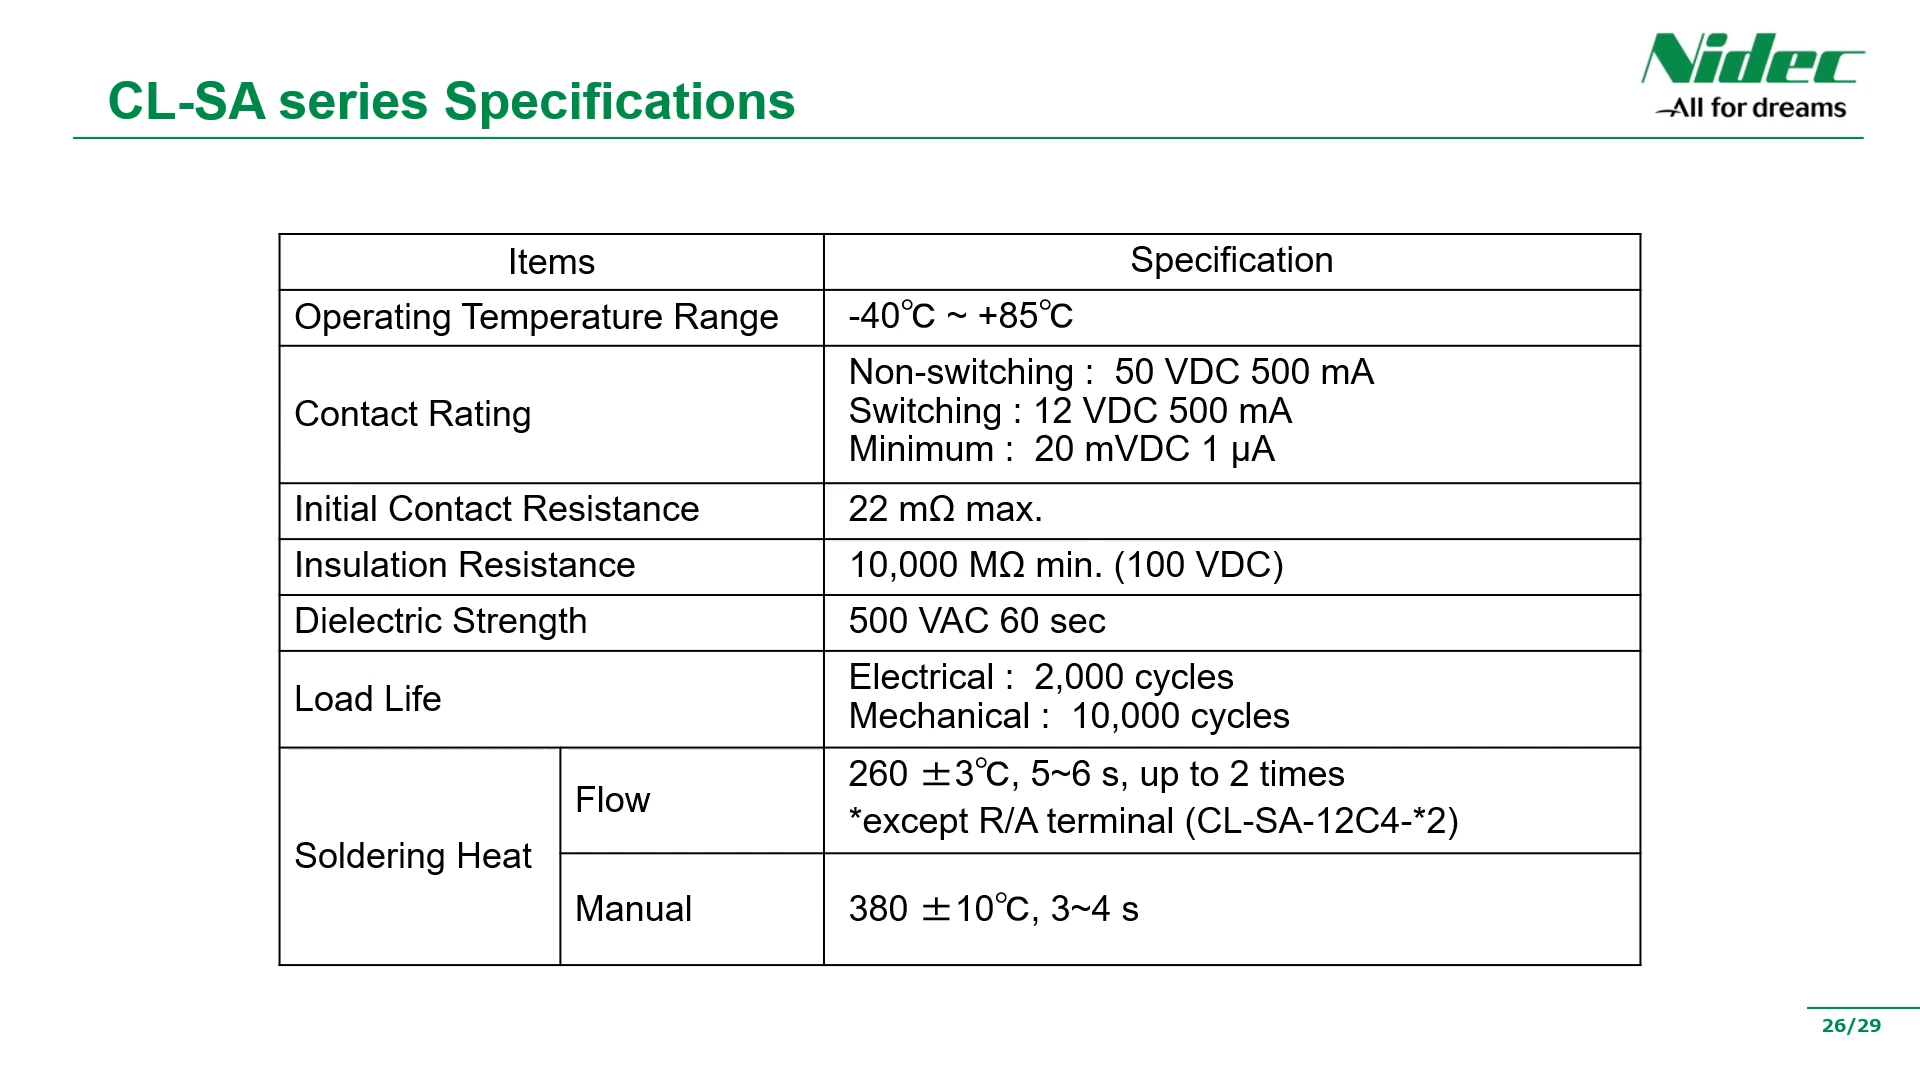 CL-SA series Specifications
Nidec
All for dreams
Items
Specification
Operating Temperature Range
-40℃ ~ +85℃
Contact Rating
Non-switching :  50 VDC 500 mA
Switching : 12 VDC 500 mA
Minimum :  20 mVDC 1 µA
Initial Contact Resistance
22 mΩ max.
Insulation Resistance
10,000 MΩ min. (100 VDC)
Dielectric Strength
500 VAC 60 sec
Load Life
Electrical :  2,000 cycles
Mechanical :  10,000 cycles
Soldering Heat
Flow
260 ±3℃, 5~6 s, up to 2 times
*except R/A terminal (CL-SA-12C4-*2)
Manual
380 ±10℃, 3~4 s
26/29